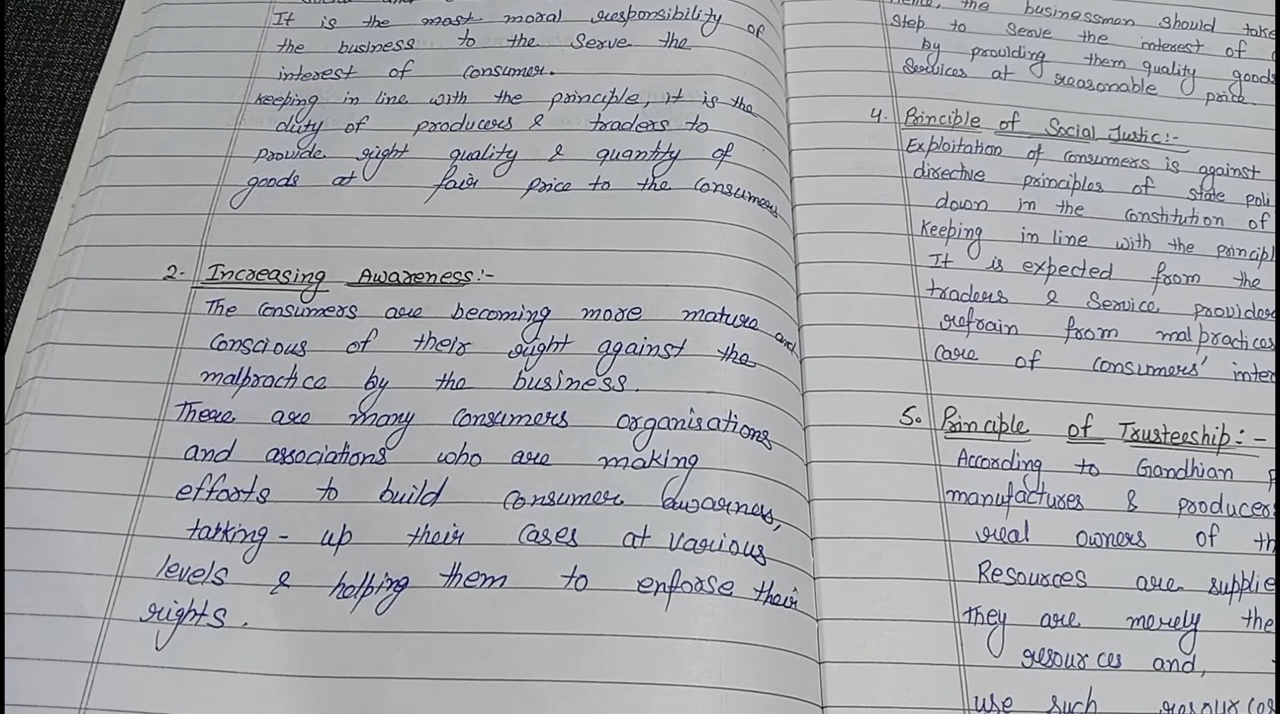 It is the most moral responsibility of
the business to the serve the
interest of consumer.
keeping in line with the principle, it is the
duty of producers & traders to
provide right quality & quantity of
goods at fair price to the consumers
2. Increasing Awareness:-
The consumers are becoming more mature and
conscious of their right against the
malpractice by the business.
There are many consumers organisations
and associations who are making
efforts to build consumer awarness,
tatking-up their cases at various
levels & helping them to enforse their
rights.
the businessmen should take
step to serve the interest of
by providing them quality goods
services at reasonable price.
4. Principle of Social Justic:-
Exploitation of consumers is against
directive principles of state poli
down in the constitution of
Keeping in line with the principl
It is expected from the
traders & Service, providers
refrain from malpractices
care of consumers' inter
5. Principle of Trusteeship:-
According to Gandhian
manufactures & producers
real owners of th
Resources are supplie
They are merely the
resources and,
use such resources